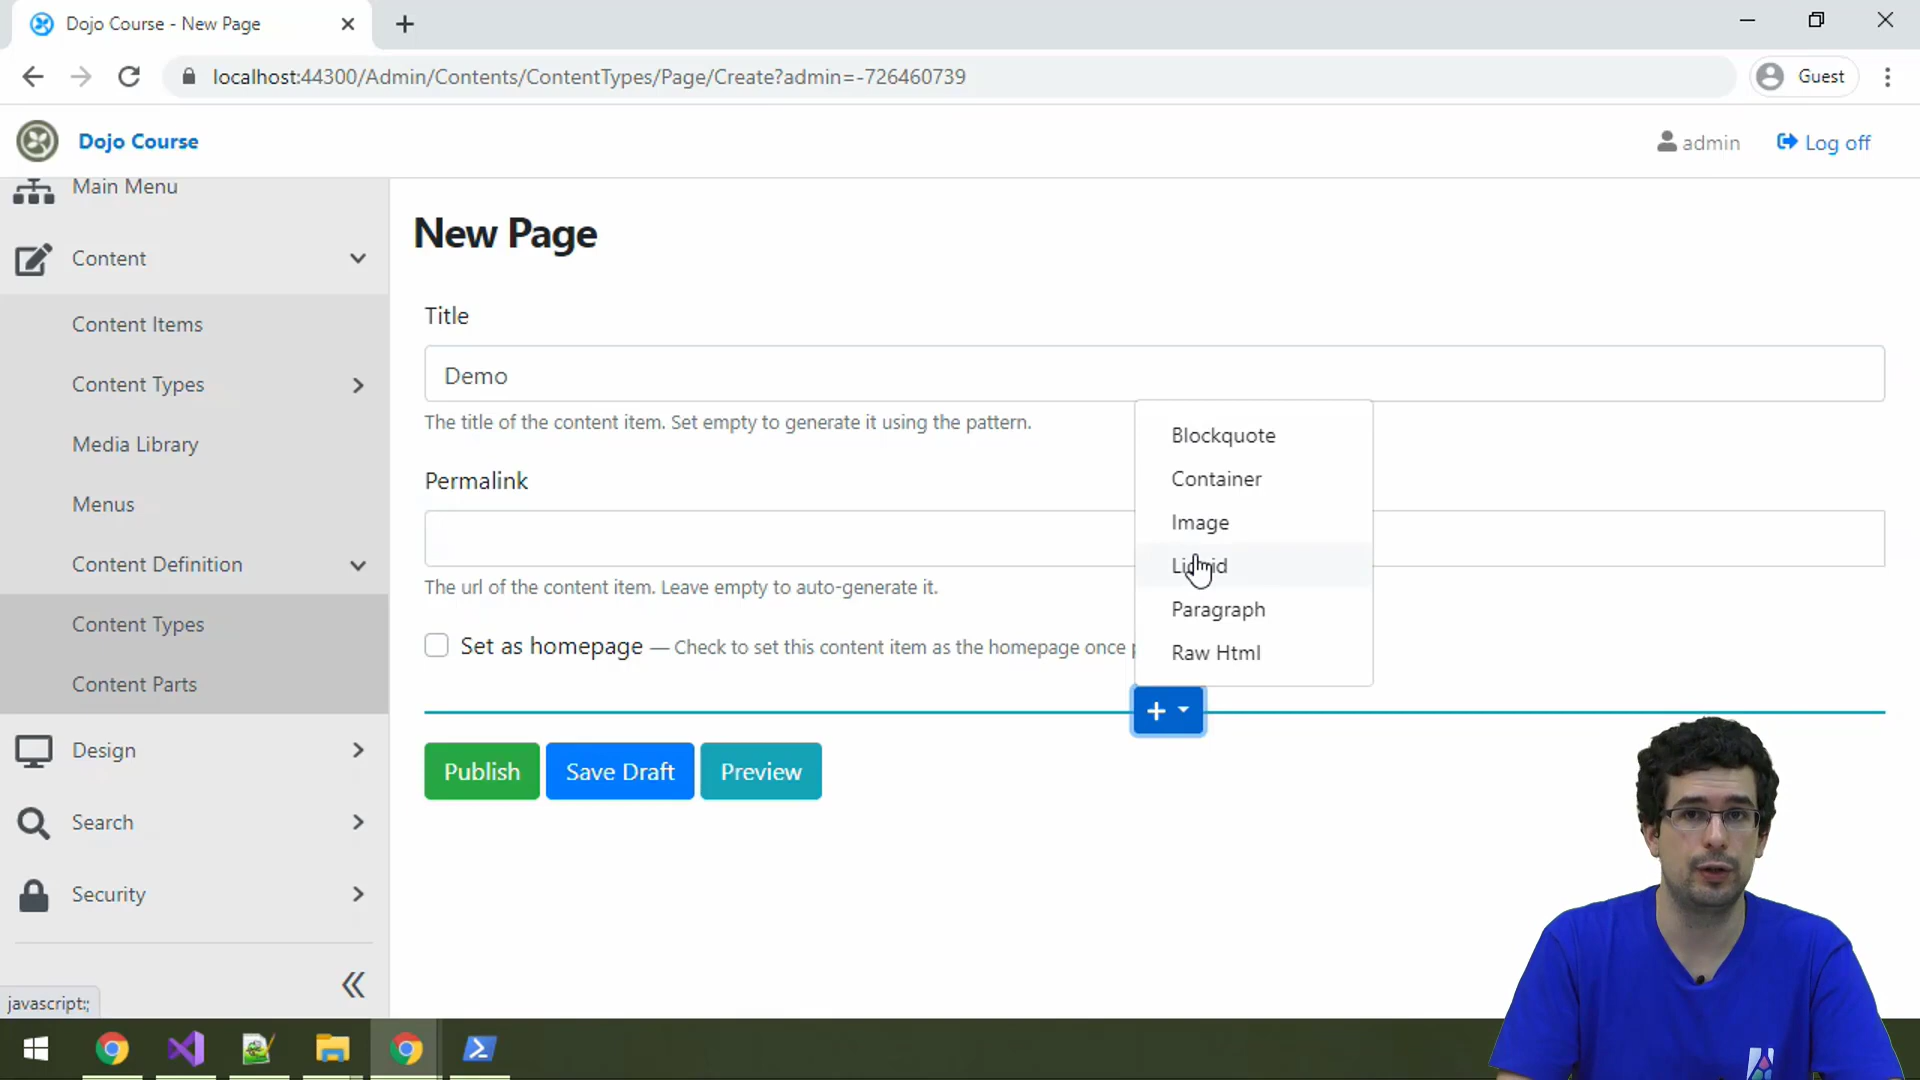 Dojo Course - New Page
localhost:44300/Admin/Contents/ContentTypes/Page/Create?admin=-726460739
Guest
Dojo Course
admin
Log off
Main Menu
Content
Content Items
Content Types
Media Library
Menus
Content Definition
Content Types
Content Parts
Design
Search
Security
javascript:;
New Page
Title
Demo
The title of the content item. Set empty to generate it using the pattern.
Permalink
The url of the content item. Leave empty to auto-generate it.
Set as homepage — Check to set this content item as the homepage once
Blockquote
Container
Image
Liquid
Paragraph
Raw Html
Publish
Save Draft
Preview